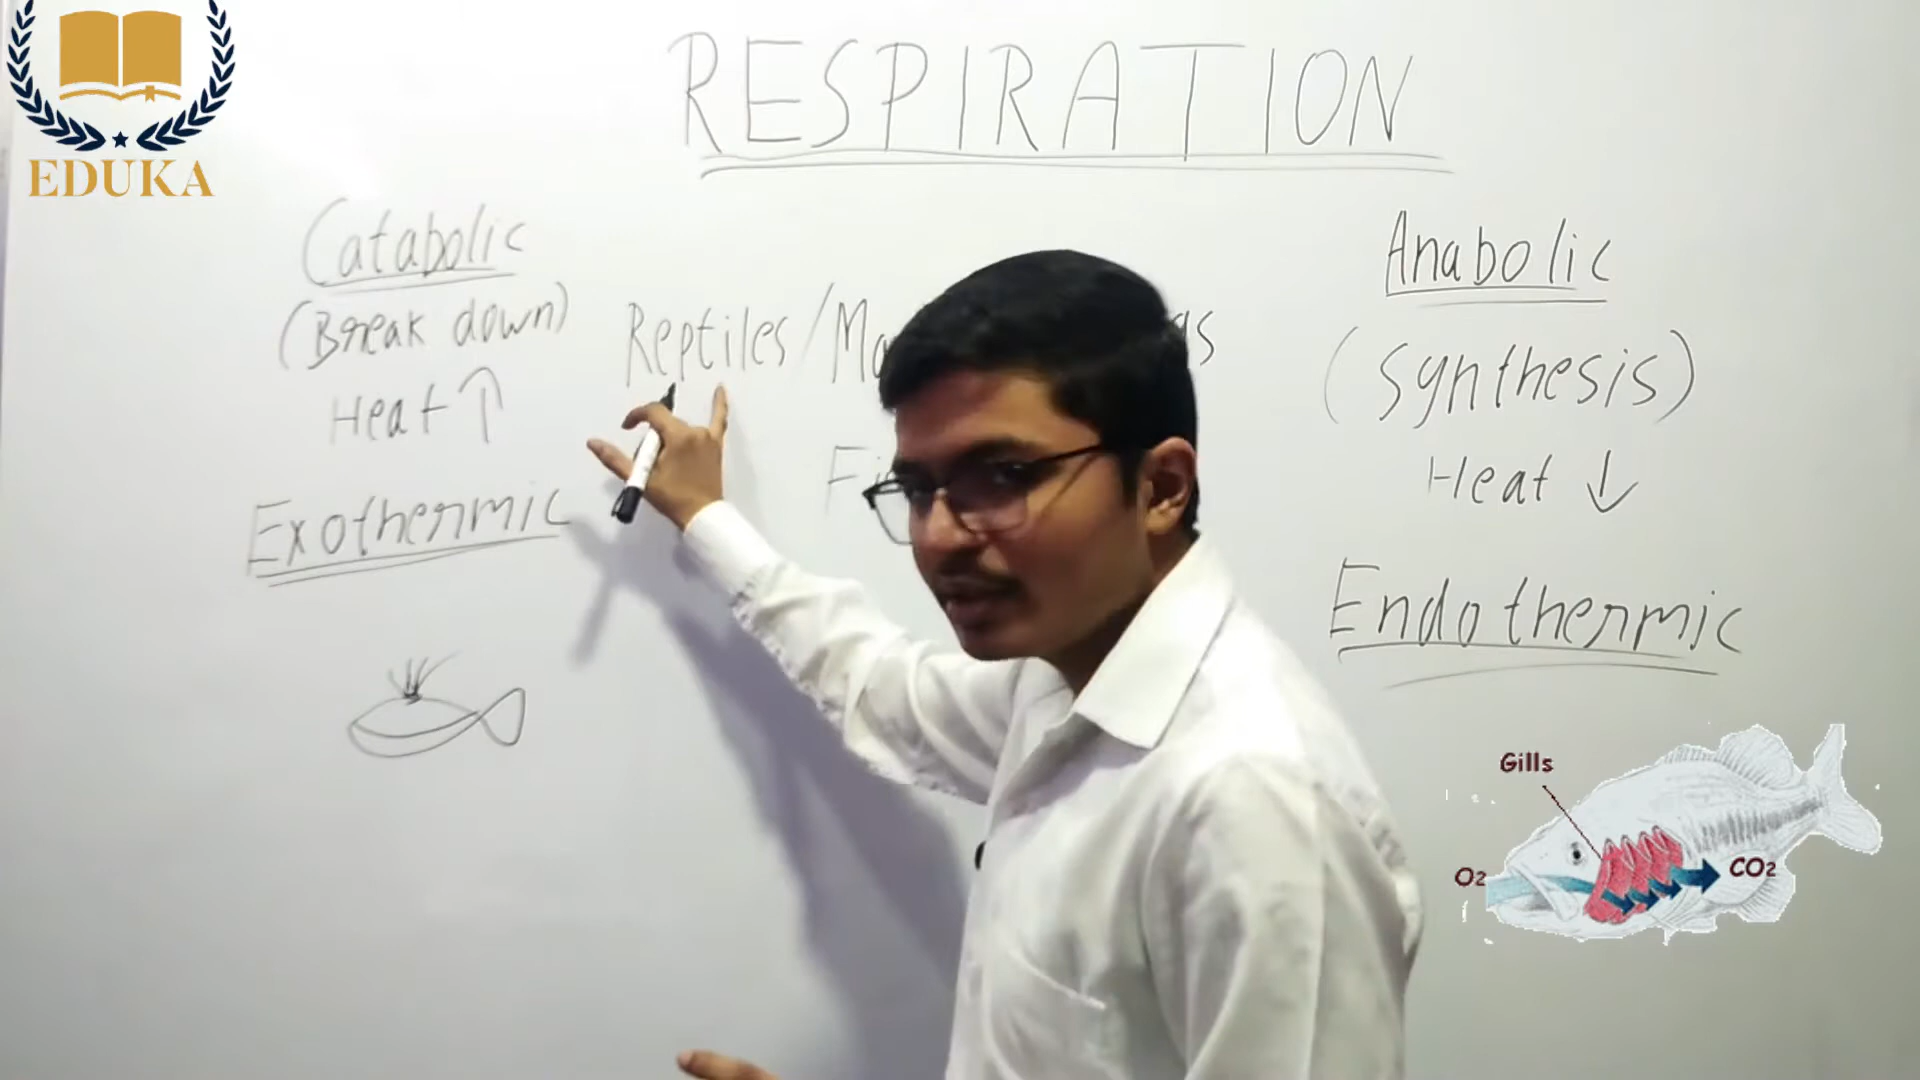 EDUKA
RESPIRATION
Catabolic
(Break down)
Heat ↑
Exothermic
Reptiles /
Anabolic
(Synthesis)
Heat ↓
Endothermic
Gills
O2
CO2